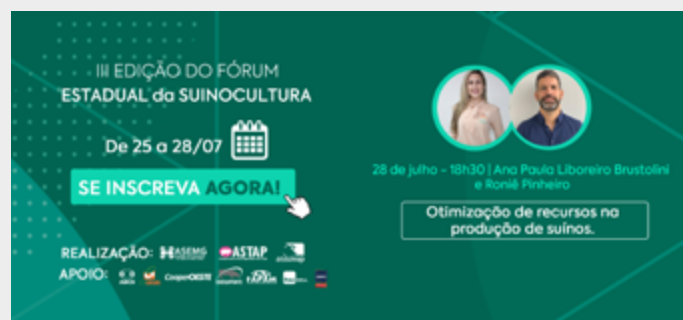 III EDIÇÃO DO FÓRUM
ESTADUAL da SUINOCULTURA
De 25 a 28/07
SE INSCREVA AGORA!
REALIZAÇÃO: ASEMG ASTAP
APOIO: CooperOESTE
28 de julho - 18h30 | Ana Paula Liboreiro Brustolini
e Roniê Pinheiro
Otimização de recursos na
produção de suínos.